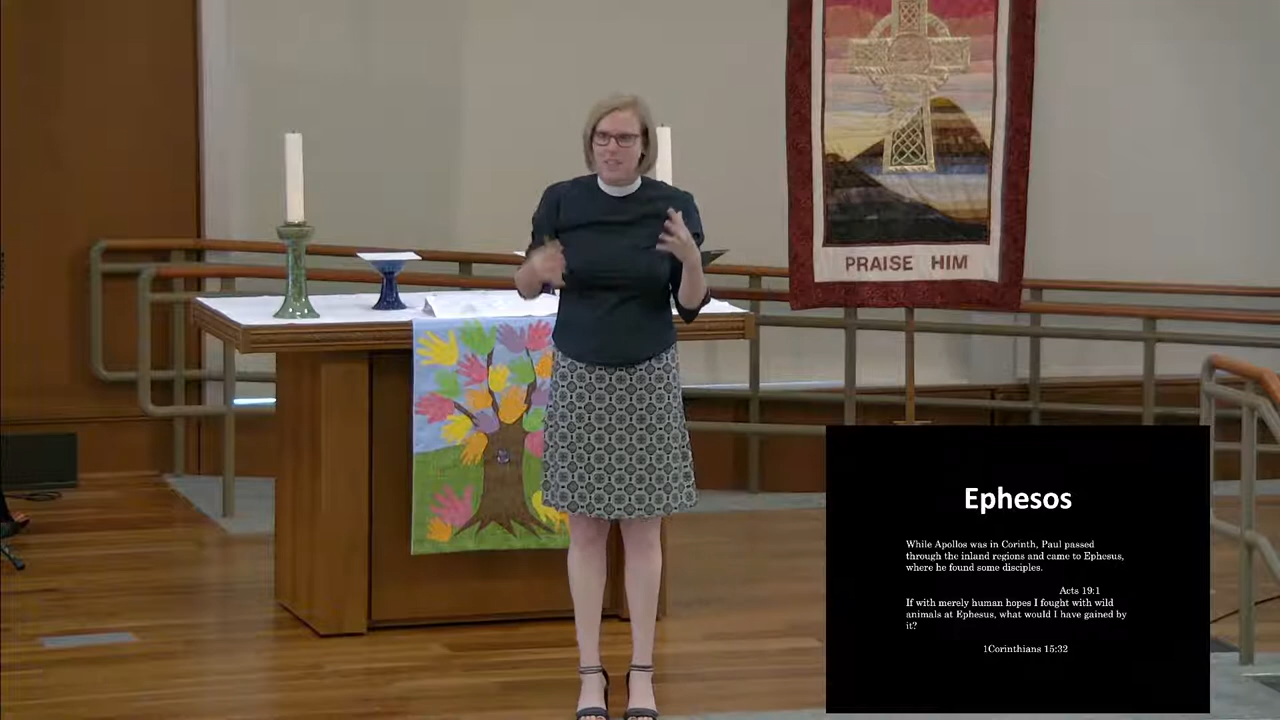 PRAISE HIM
Ephesos
While Apollos was in Corinth, Paul passed
through the inland regions and came to Ephesus,
where he found some disciples.
Acts 19:1
If with merely human hopes I fought with wild
animals at Ephesus, what would I have gained by
it?
1Corinthians 15:32